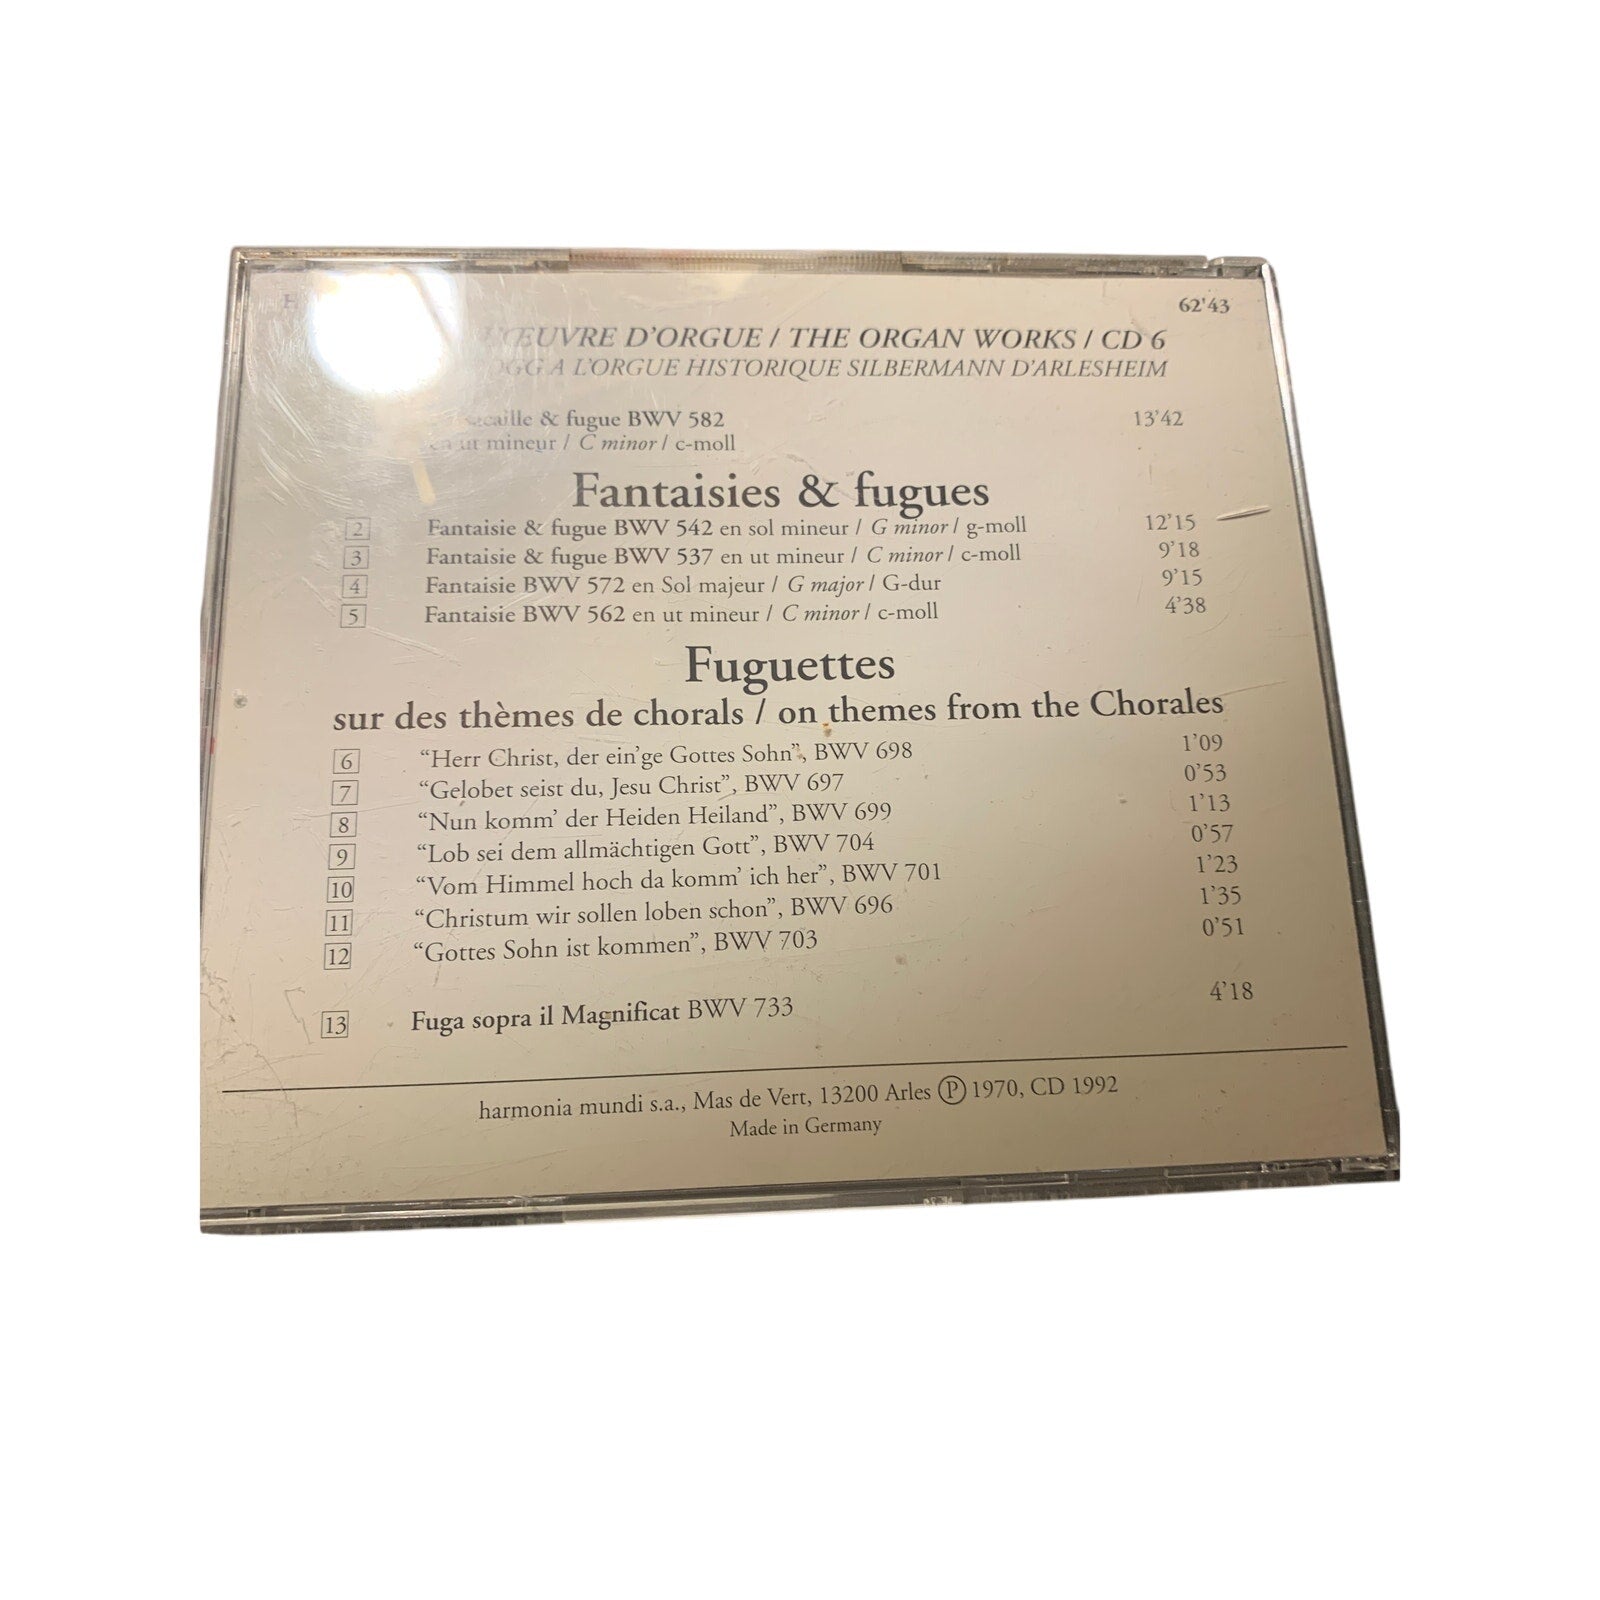 62'43
L'ŒUVRE D'ORGUE / THE ORGAN WORKS / CD 6
A L'ORGUE HISTORIQUE SILBERMANN D'ARLESHEIM
& fugue BWV 582 13'42
en ut mineur / C minor / c-moll
Fantaisies & fugues
2 Fantaisie & fugue BWV 542 en sol mineur / G minor / g-moll 12'15
3 Fantaisie & fugue BWV 537 en ut mineur / C minor / c-moll 9'18
4 Fantaisie BWV 572 en Sol majeur / G major / G-dur 9'15
5 Fantaisie BWV 562 en ut mineur / C minor / c-moll 4'38
Fuguettes
sur des thèmes de chorals / on themes from the Chorales
6 “Herr Christ, der ein'ge Gottes Sohn”, BWV 698 1'09
7 “Gelobet seist du, Jesu Christ”, BWV 697 0'53
8 “Nun komm' der Heiden Heiland”, BWV 699 1'13
9 “Lob sei dem allmächtigen Gott”, BWV 704 0'57
10 “Vom Himmel hoch da komm' ich her”, BWV 701 1'23
11 “Christum wir sollen loben schon”, BWV 696 1'35
12 “Gottes Sohn ist kommen”, BWV 703 0'51
13 Fuga sopra il Magnificat BWV 733 4'18
harmonia mundi s.a., Mas de Vert, 13200 Arles Ⓟ 1970, CD 1992
Made in Germany